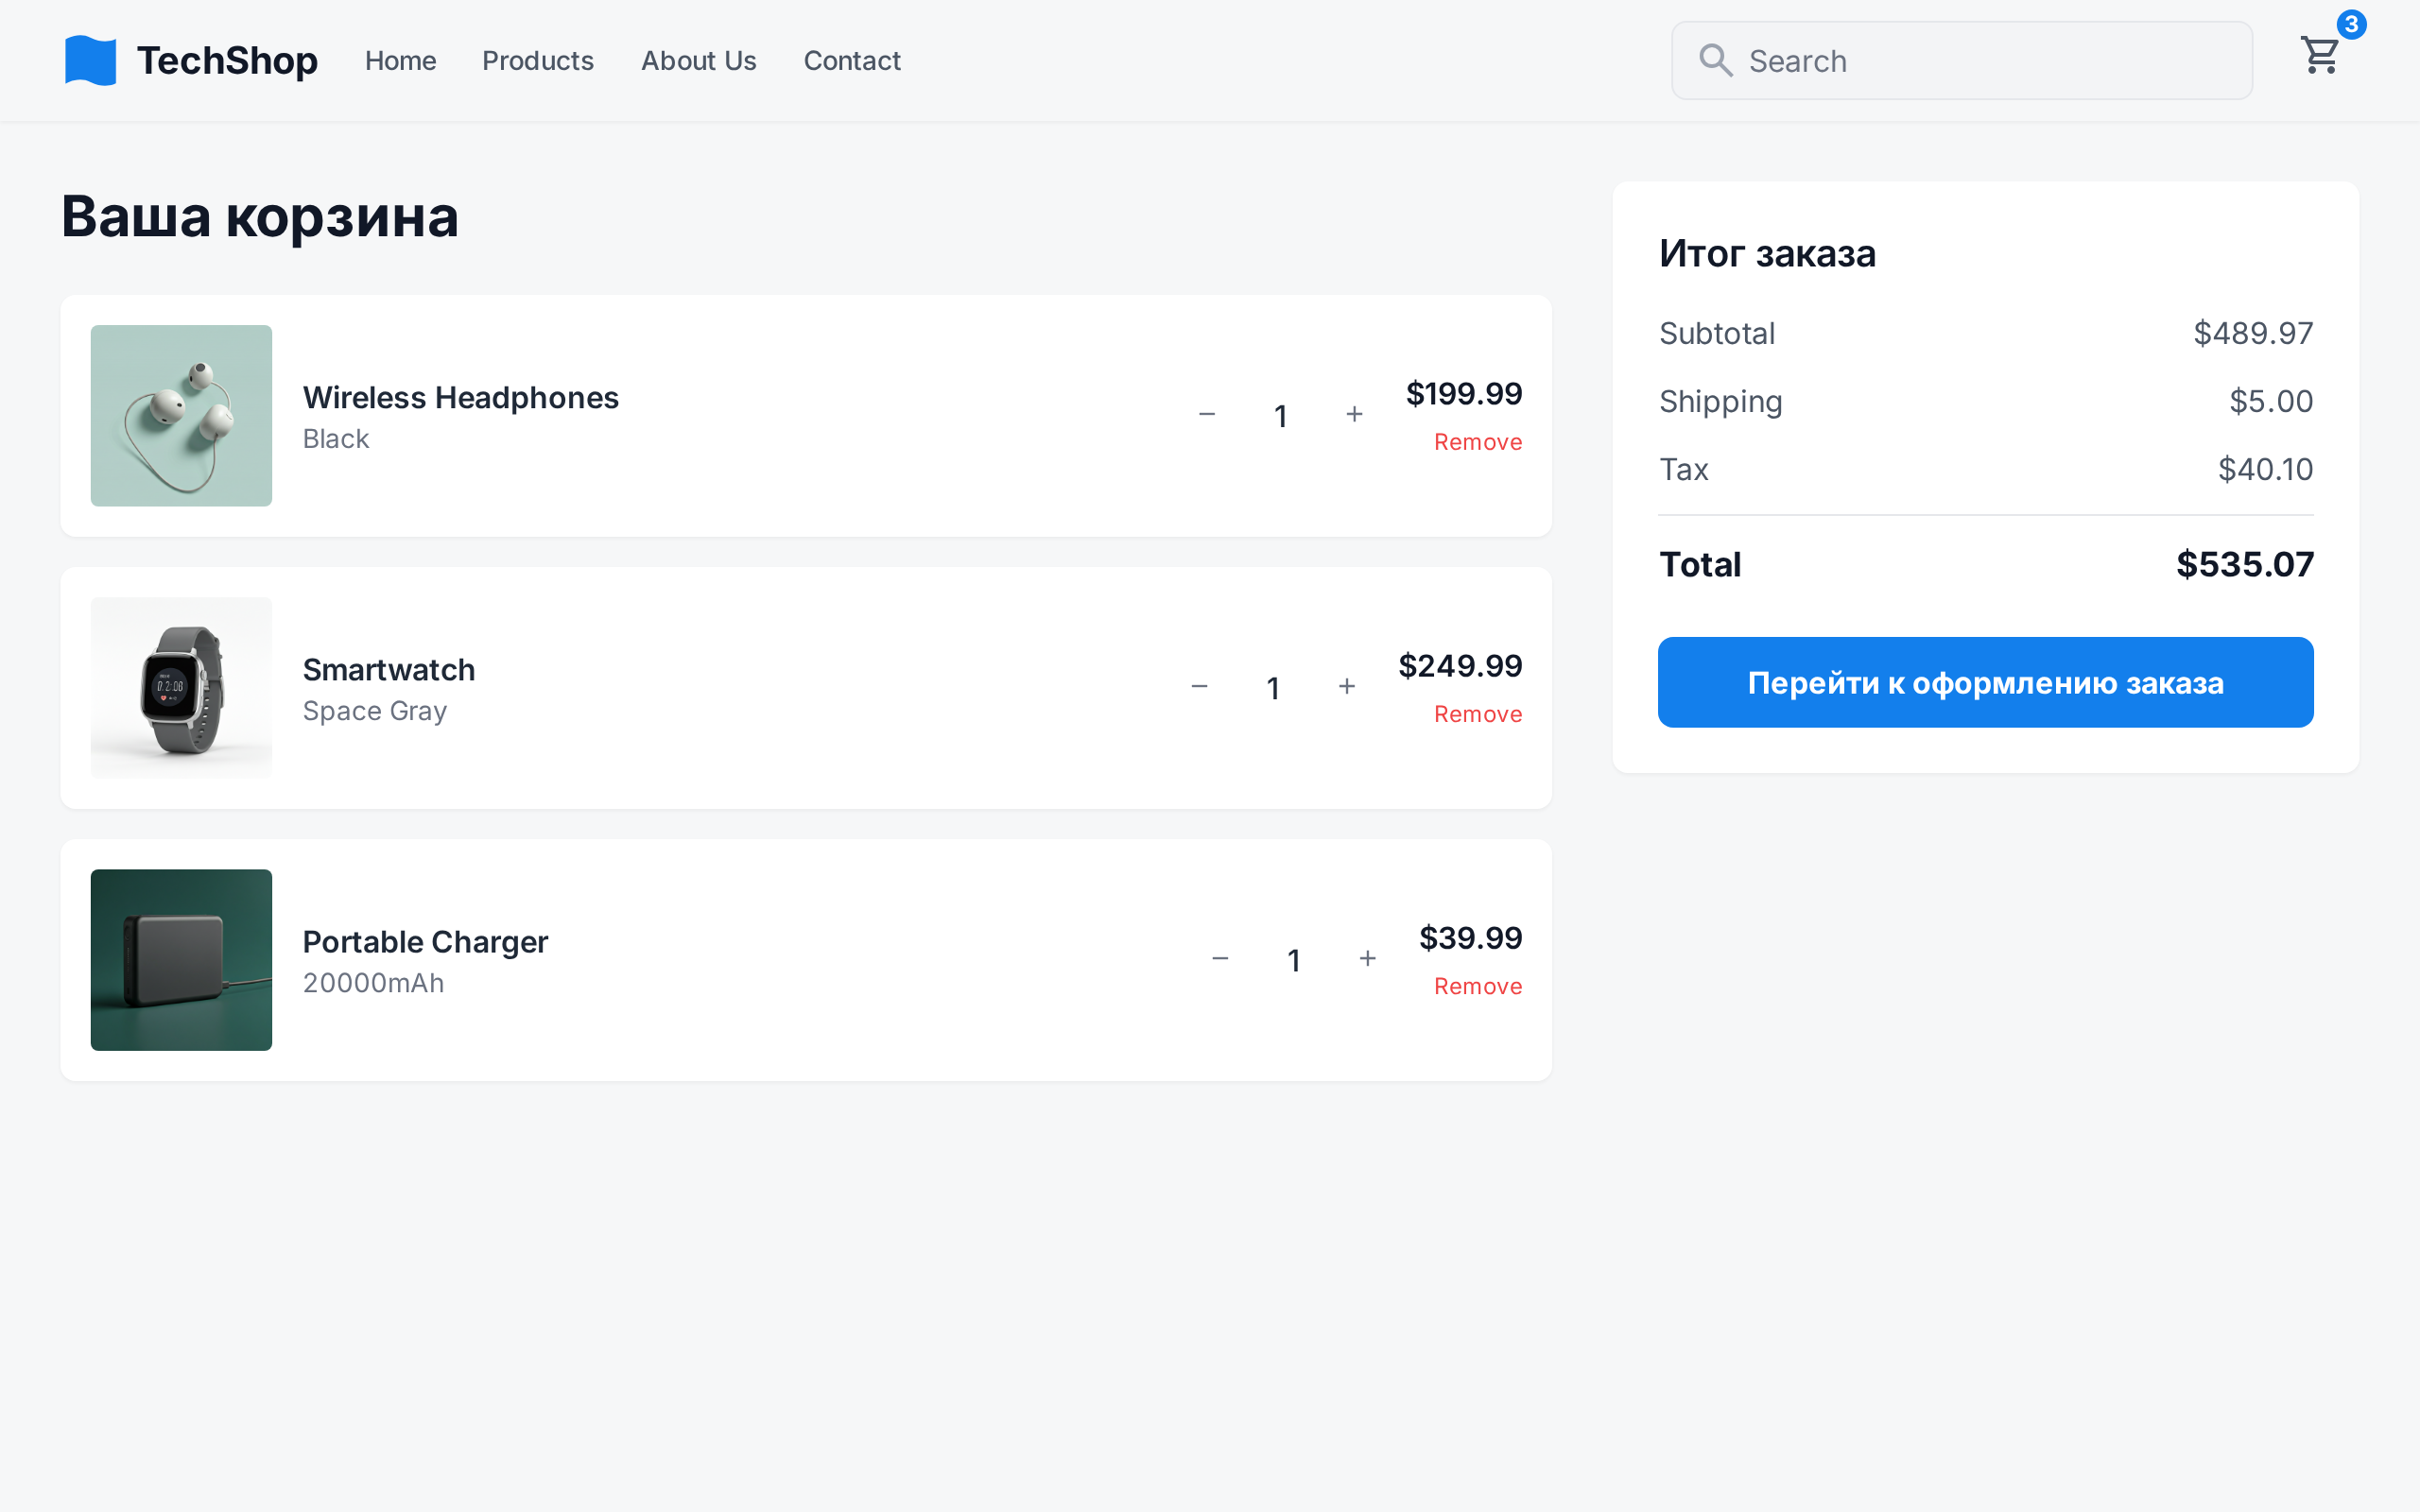 TechShop
Home
Products
About Us
Contact
Search
3
Ваша корзина
Wireless Headphones
Black
1
$199.99
Remove
Smartwatch
Space Gray
1
$249.99
Remove
Portable Charger
20000mAh
1
$39.99
Remove
Итог заказа
Subtotal $489.97
Shipping $5.00
Tax $40.10
Total $535.07
Перейти к оформлению заказа